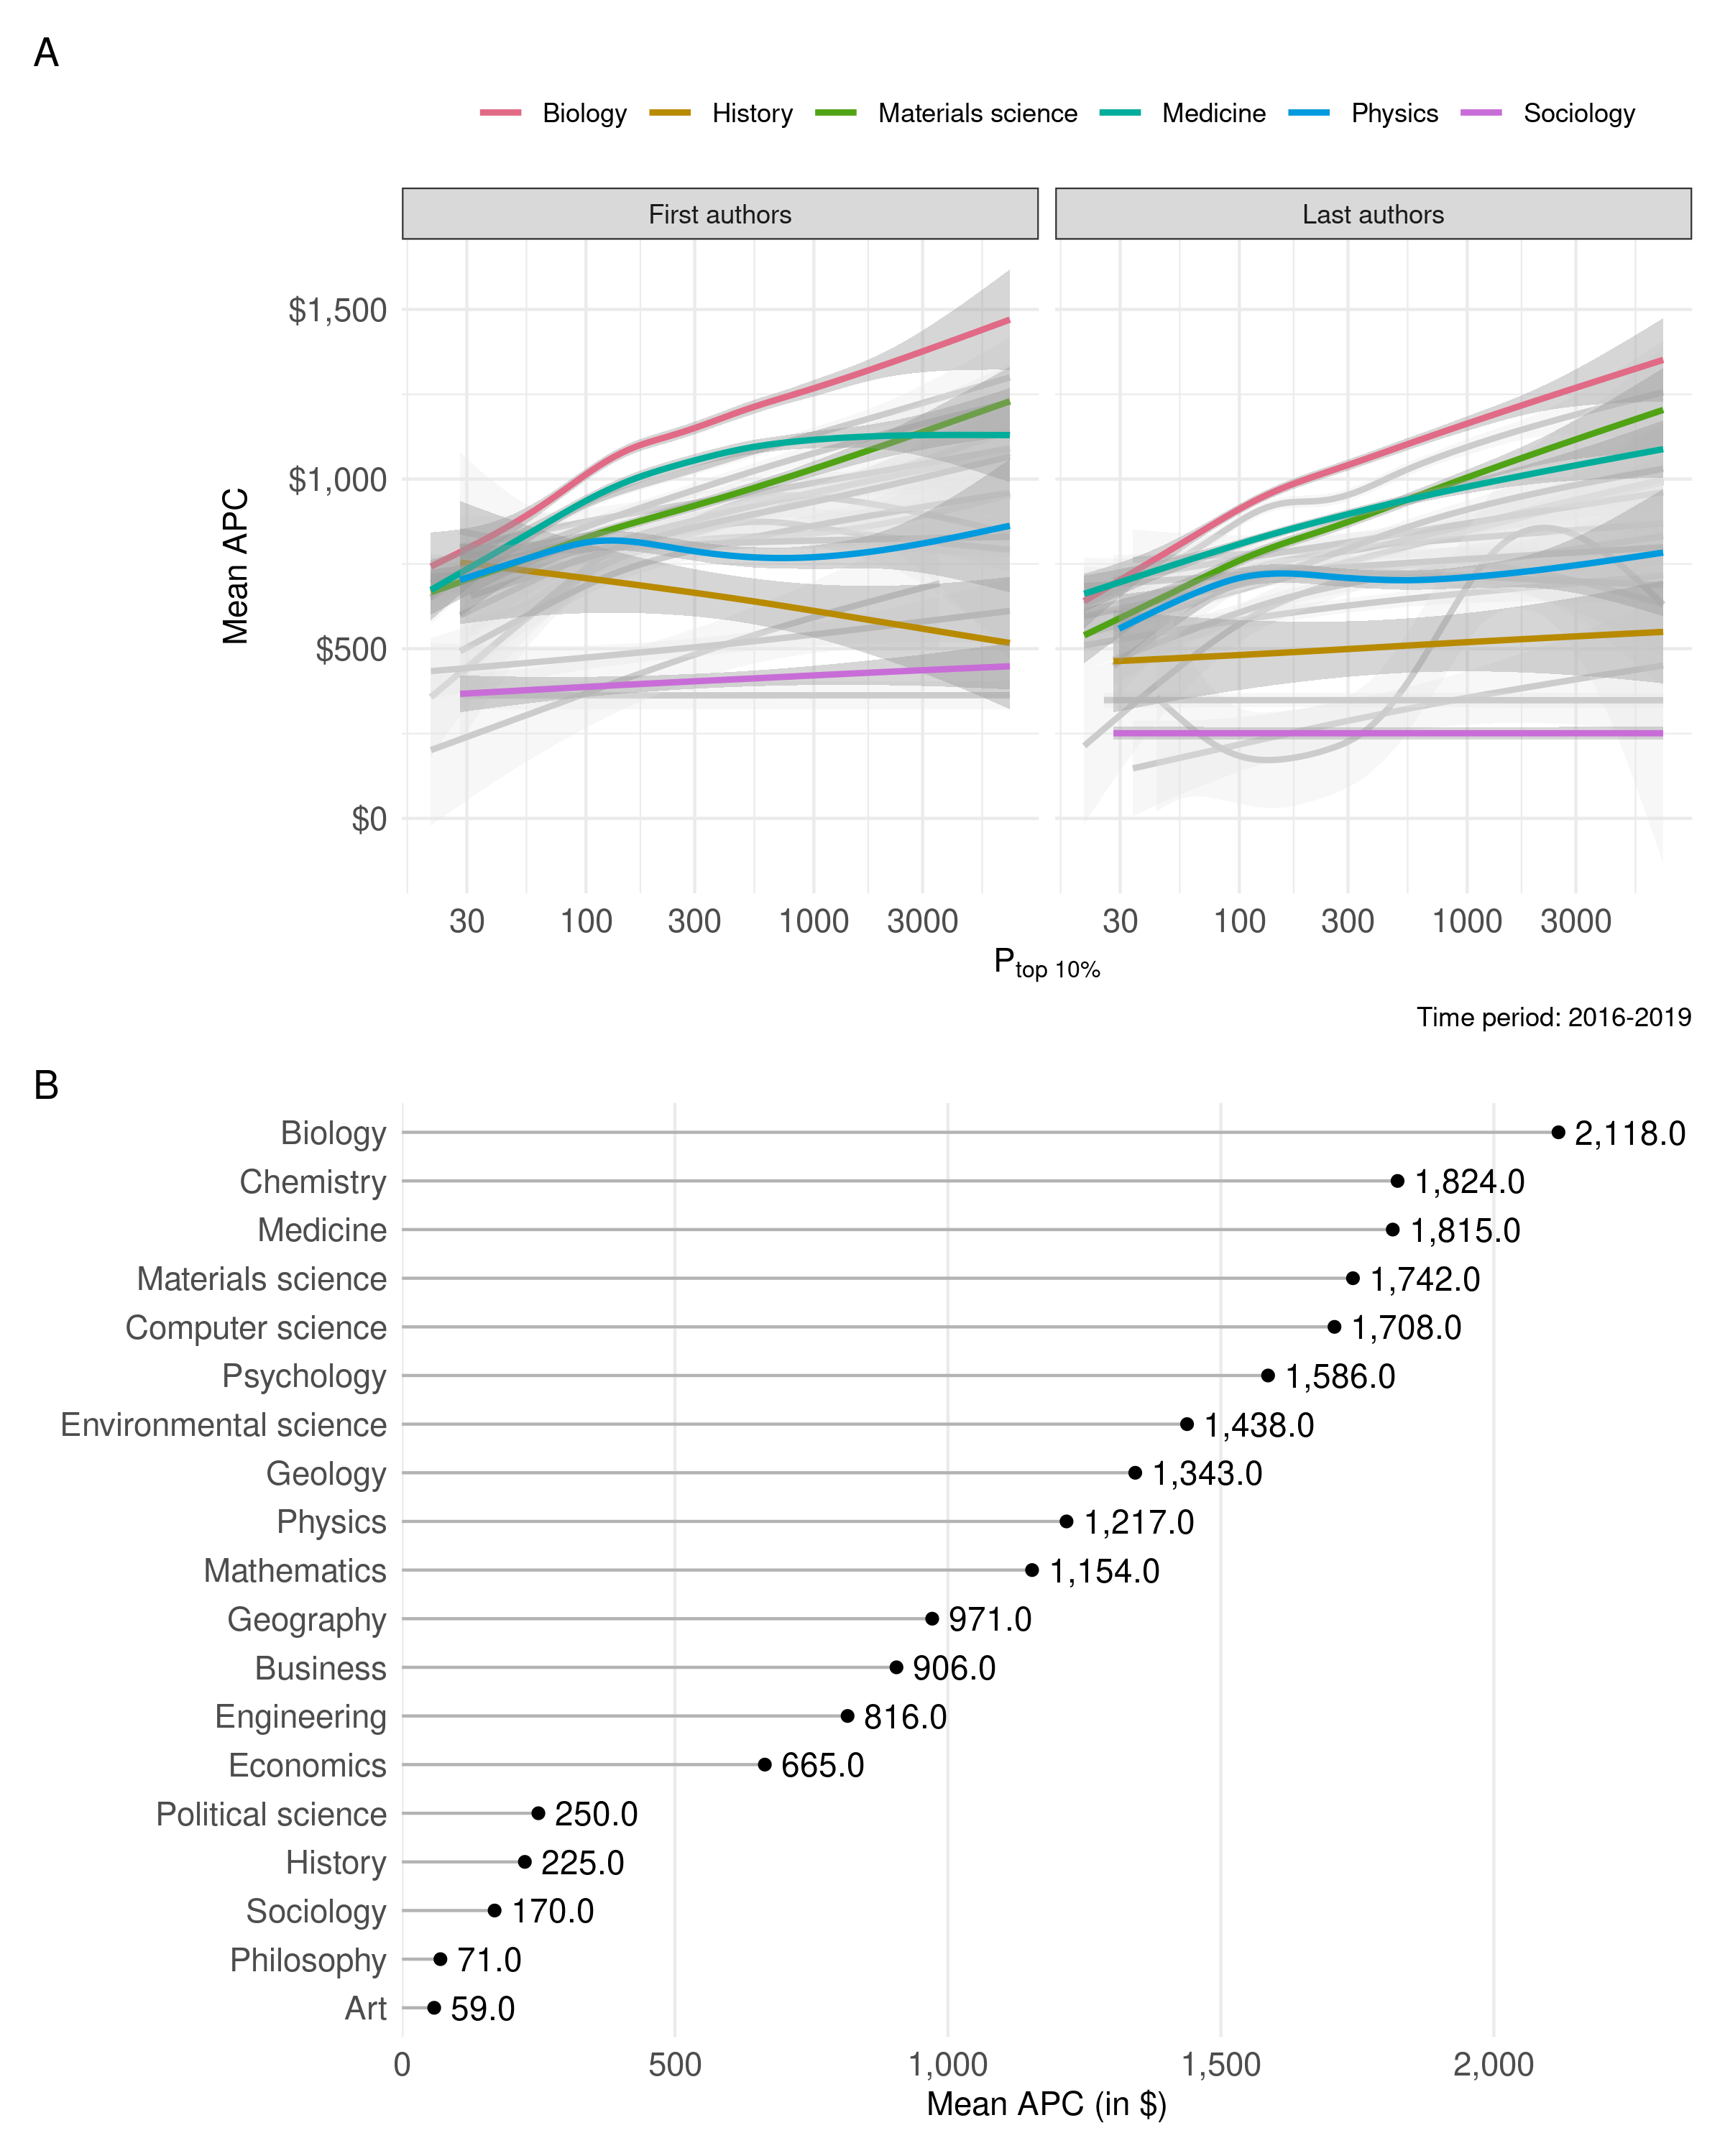 A
Biology History Materials science Medicine Physics Sociology
First authors Last authors
$1,500
$1,000
$500
$0
Mean APC
30 100 300 1000 3000 30 100 300 1000 3000
P top 10%
Time period: 2016-2019
B
Biology 2,118.0
Chemistry 1,824.0
Medicine 1,815.0
Materials science 1,742.0
Computer science 1,708.0
Psychology 1,586.0
Environmental science 1,438.0
Geology 1,343.0
Physics 1,217.0
Mathematics 1,154.0
Geography 971.0
Business 906.0
Engineering 816.0
Economics 665.0
Political science 250.0
History 225.0
Sociology 170.0
Philosophy 71.0
Art 59.0
0 500 1,000 1,500 2,000
Mean APC (in $)